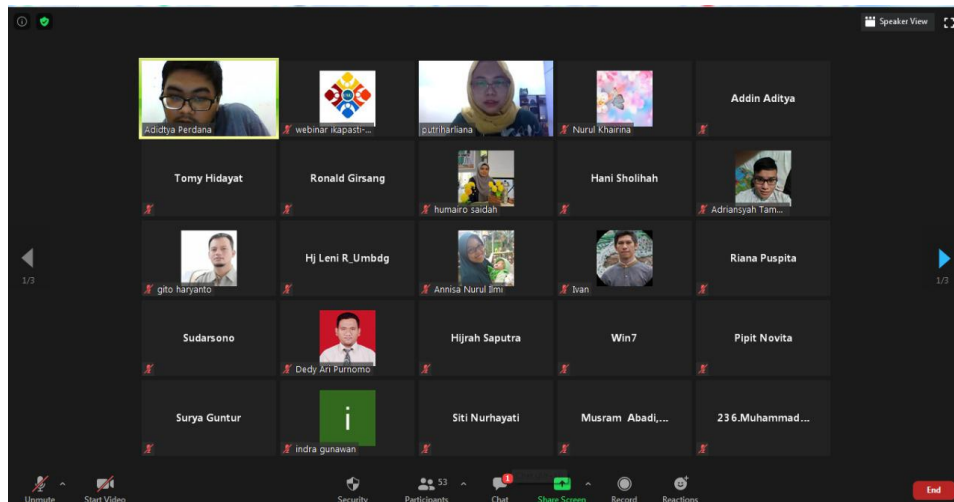 Speaker View
Adidtya Perdana
webinar ikapasti-...
putriharliana
Nurul Khairina
Addin Aditya
Tomy Hidayat
Ronald Girsang
humairo saidah
Hani Sholihah
Adriansyah Tam...
1/3
gito haryanto
Hj Leni R_Umbdg
Annisa Nurul Ilmi
Ivan
Riana Puspita
1/3
Sudarsono
Dedy Ari Purnomo
Hijrah Saputra
Win7
Pipit Novita
Surya Guntur
i
indra gunawan
Siti Nurhayati
Musram Abadi,...
236.Muhammad...
Unmute
Start Video
Security
53
Participants
1
Chat
Share Screen
Record
Reactions
End